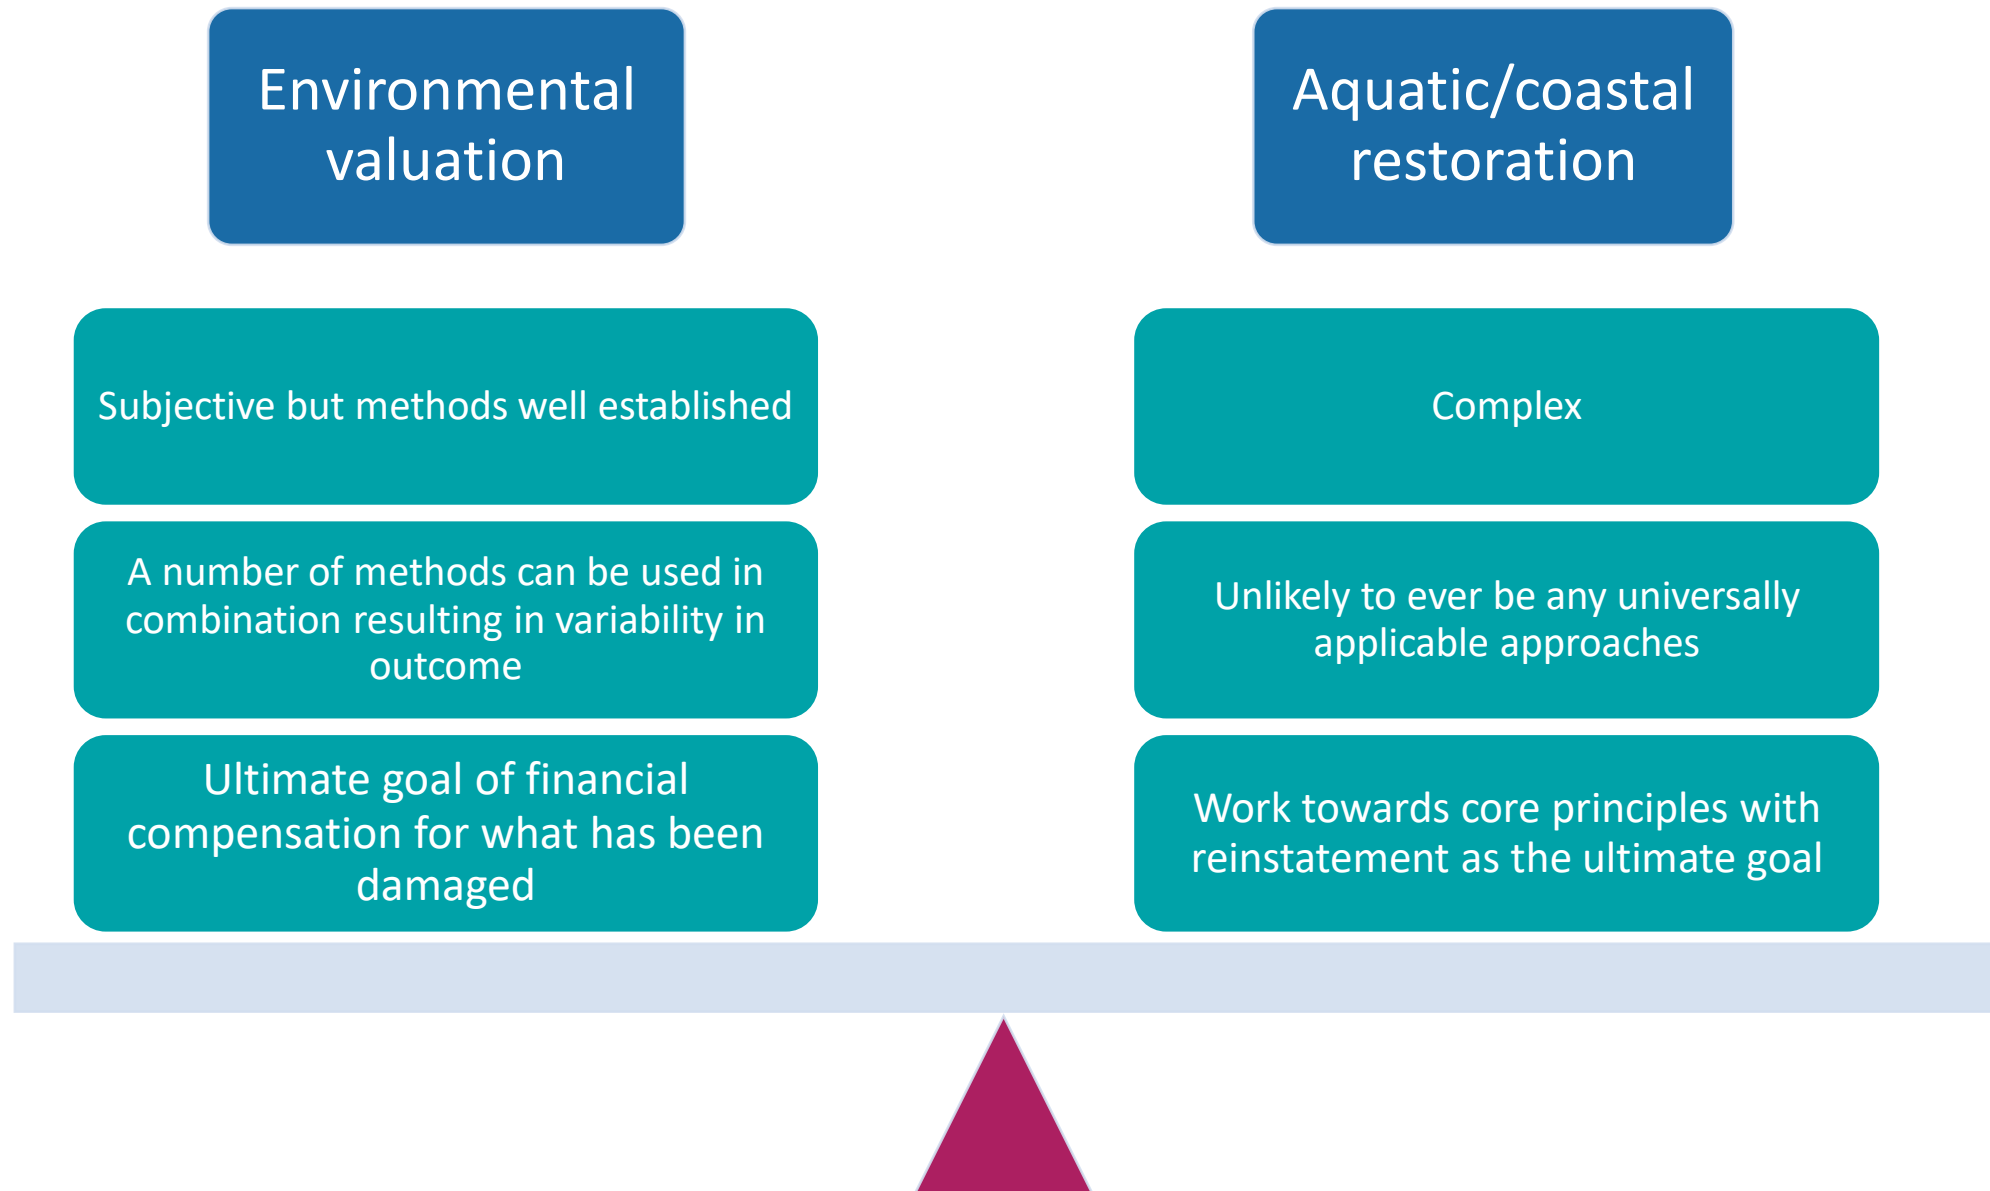 Environmental
valuation
Subjective but methods well established
A number of methods can be used in
combination resulting in variability in
outcome
Ultimate goal of financial
compensation for what has been
damaged
Aquatic/coastal
restoration
Complex
Unlikely to ever be any universally
applicable approaches
Work towards core principles with
reinstatement as the ultimate goal